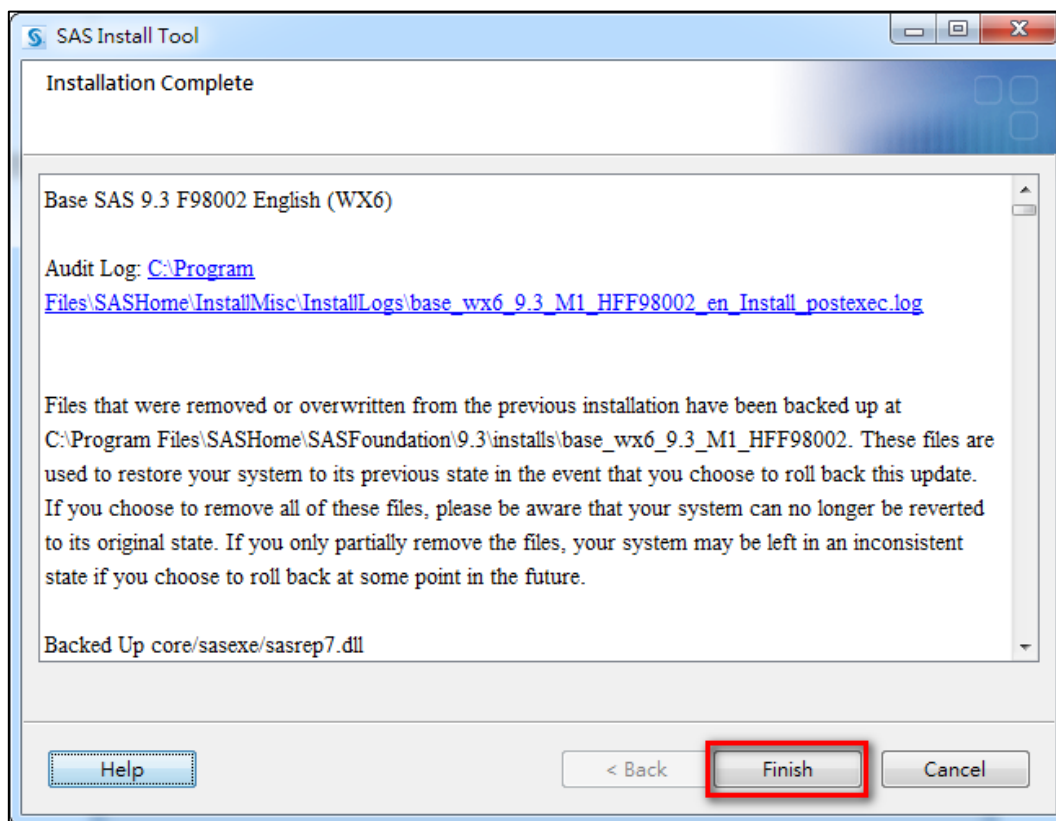 SAS Install Tool
Installation Complete
Base SAS 9.3 F98002 English (WX6)
Audit Log: C:\Program
Files\SASHome\InstallMisc\InstallLogs\base_wx6_9.3_M1_HFF98002_en_Install_postexec.log
Files that were removed or overwritten from the previous installation have been backed up at
C:\Program Files\SASHome\SASFoundation\9.3\installs\base_wx6_9.3_M1_HFF98002. These files are
used to restore your system to its previous state in the event that you choose to roll back this update.
If you choose to remove all of these files, please be aware that your system can no longer be reverted
to its original state. If you only partially remove the files, your system may be left in an inconsistent
state if you choose to roll back at some point in the future.
Backed Up core/sasexe/sasrep7.dll
Help
< Back
Finish
Cancel